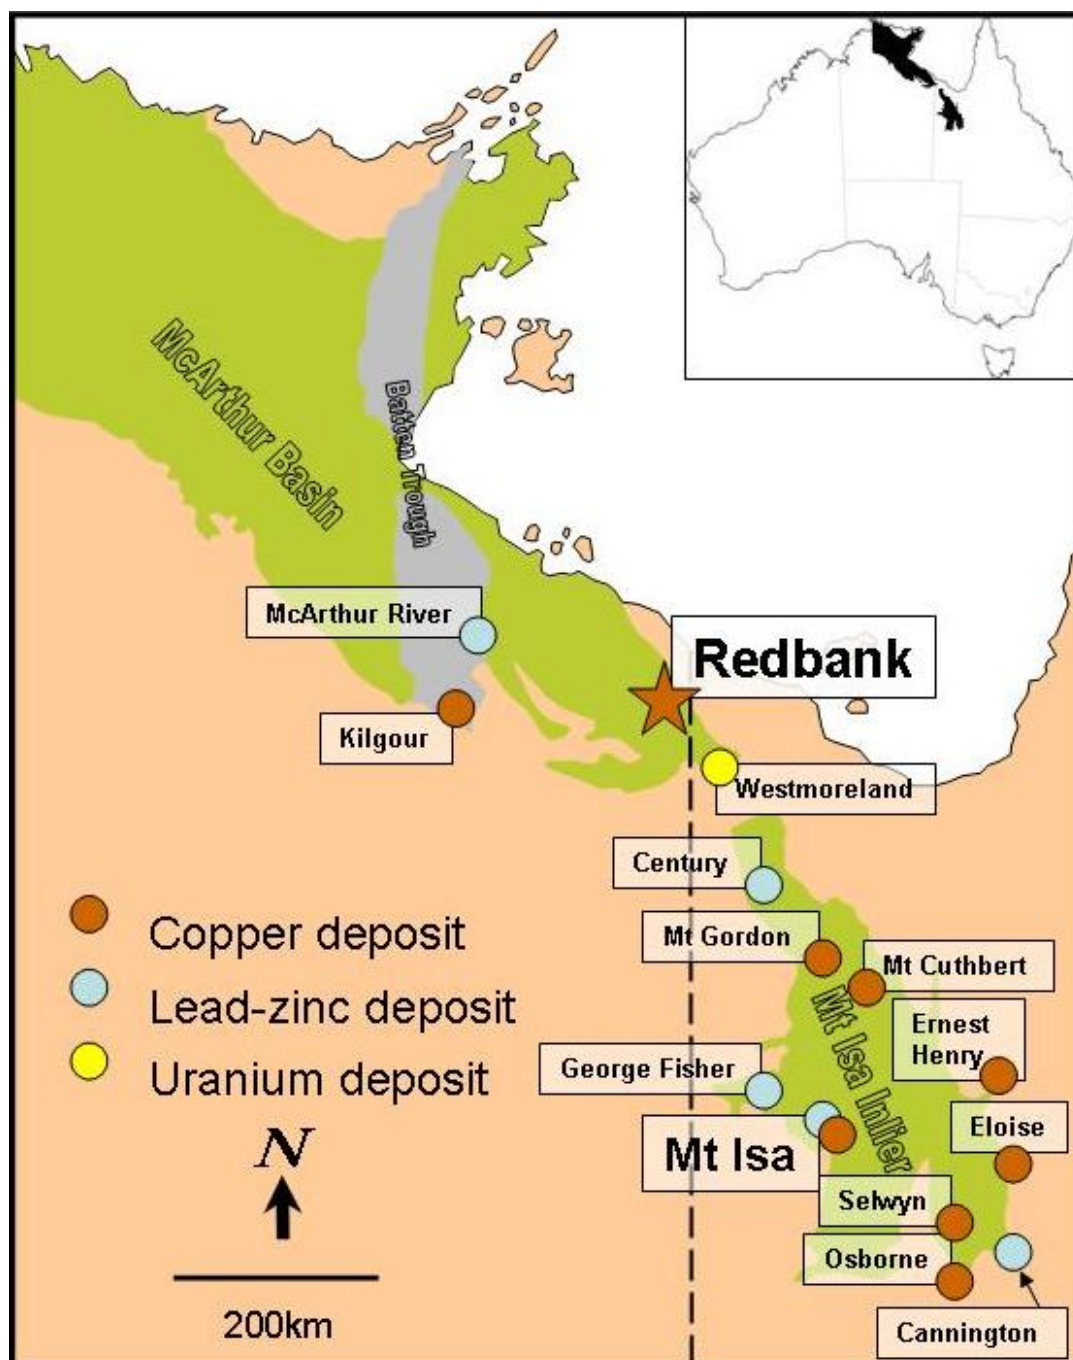 McArthur Basin
Batten Trough
McArthur River
Redbank
Kilgour
Westmoreland
Century
Mt Gordon
Mt Cuthbert
Ernest
Henry
Mt Isa Inlier
George Fisher
Eloise
Mt Isa
Selwyn
Osborne
Cannington
Copper deposit
Lead-zinc deposit
Uranium deposit
N
200km